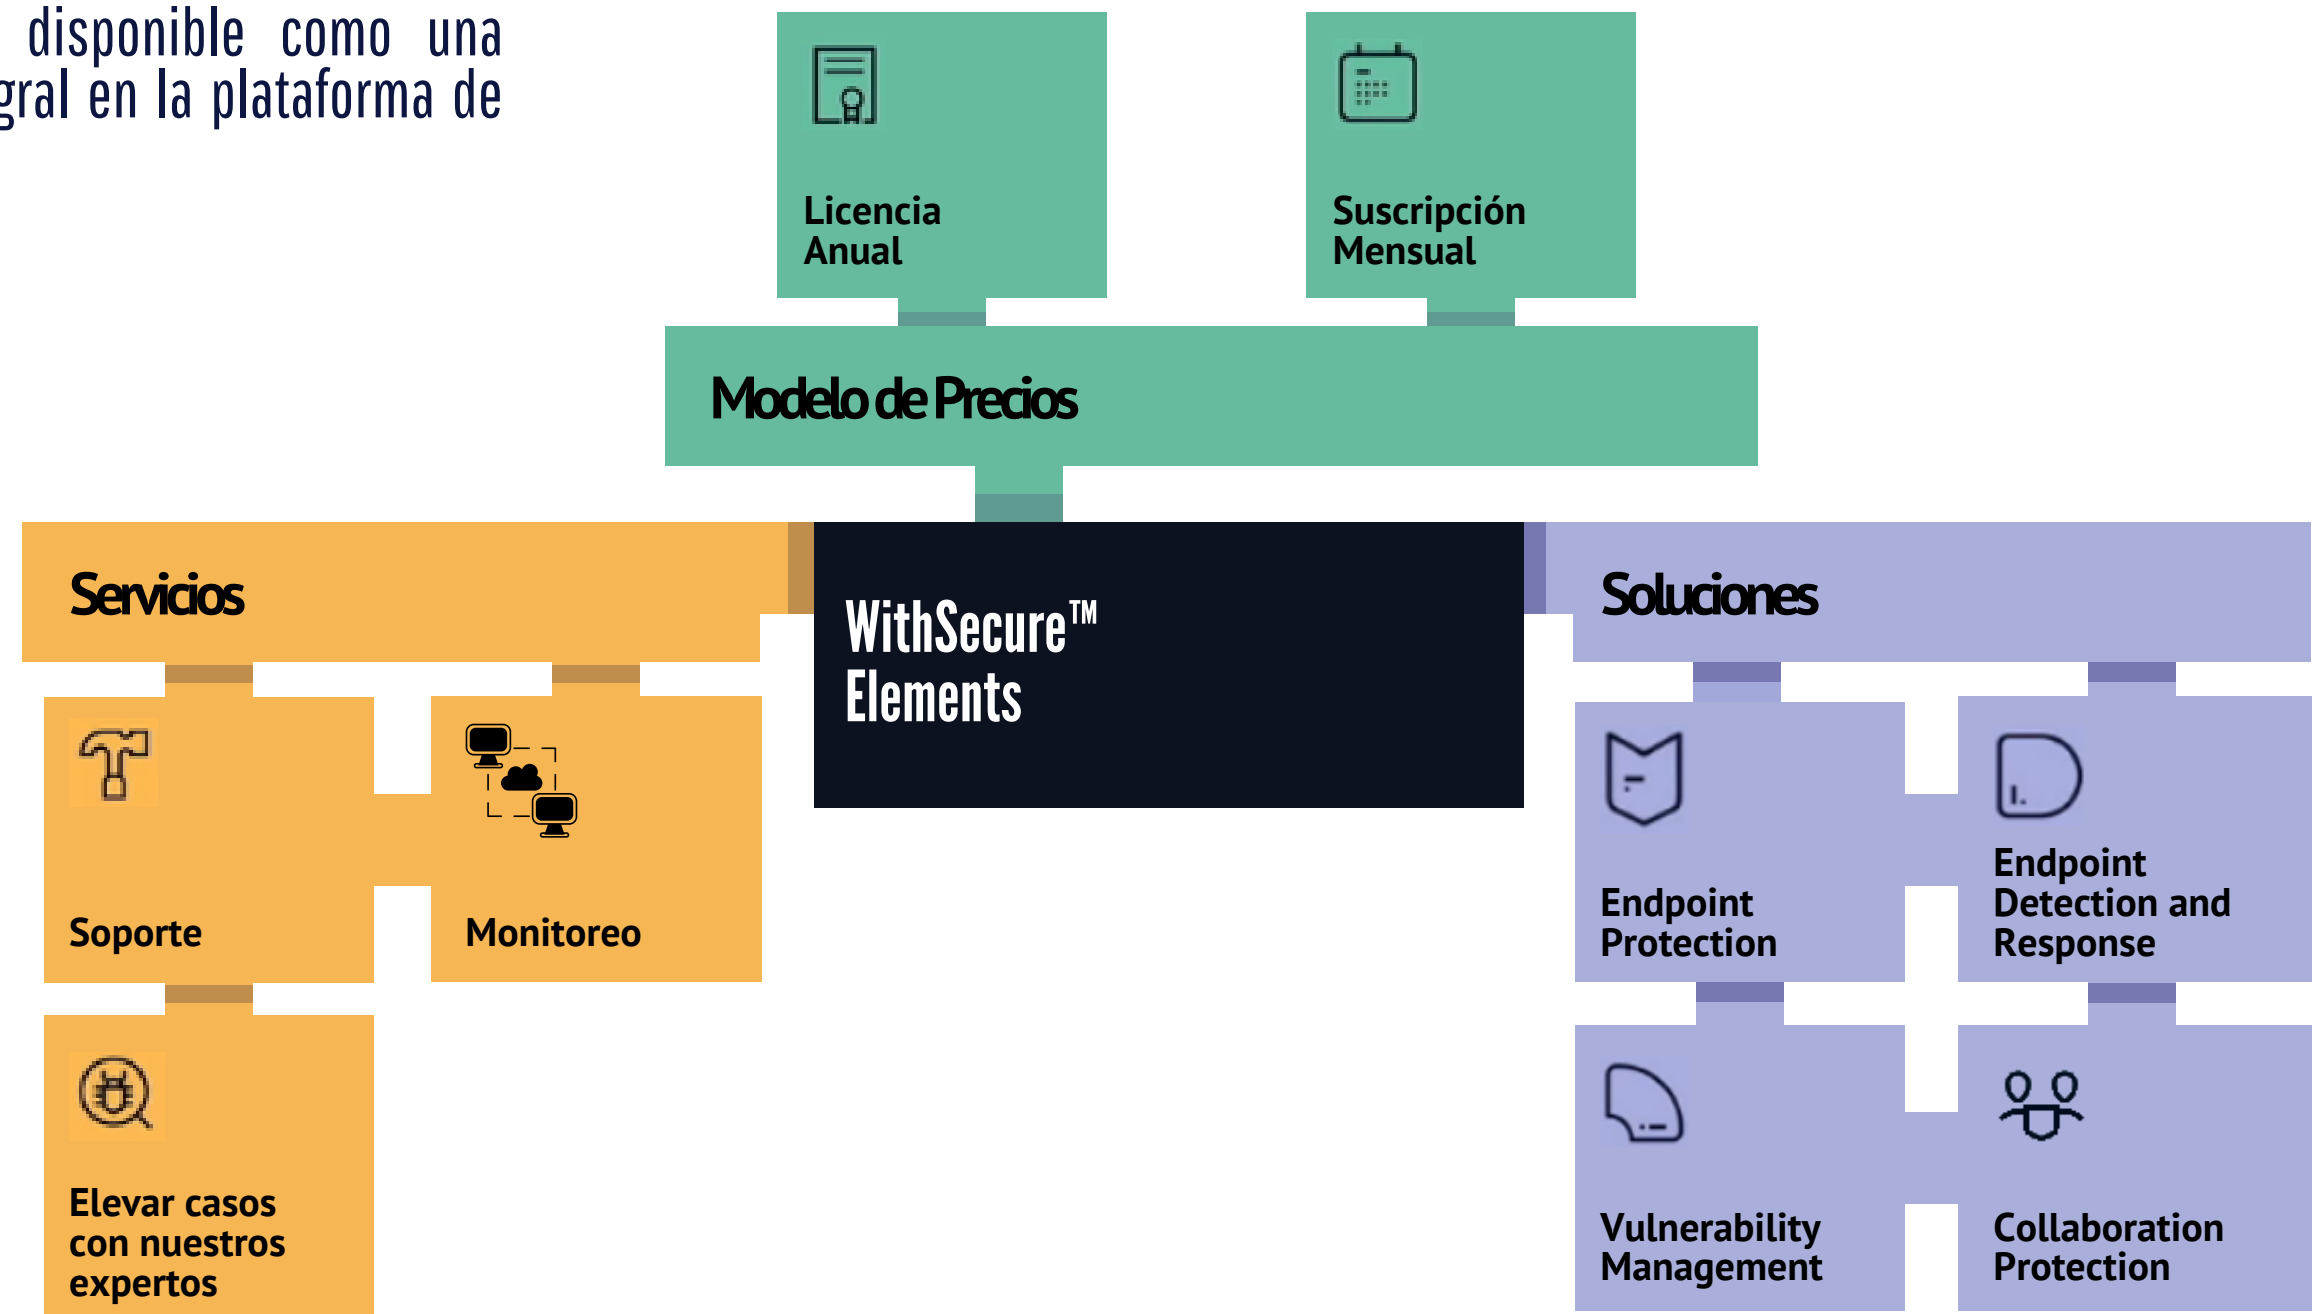 disponible como una
gral en la plataforma de
Licencia
Anual
Suscripción
Mensual
Modelo de Precios
Servicios
WithSecure™
Elements
Soluciones
Soporte
Monitoreo
Endpoint
Protection
Endpoint
Detection and
Response
Elevar casos
con nuestros
expertos
Vulnerability
Management
Collaboration
Protection